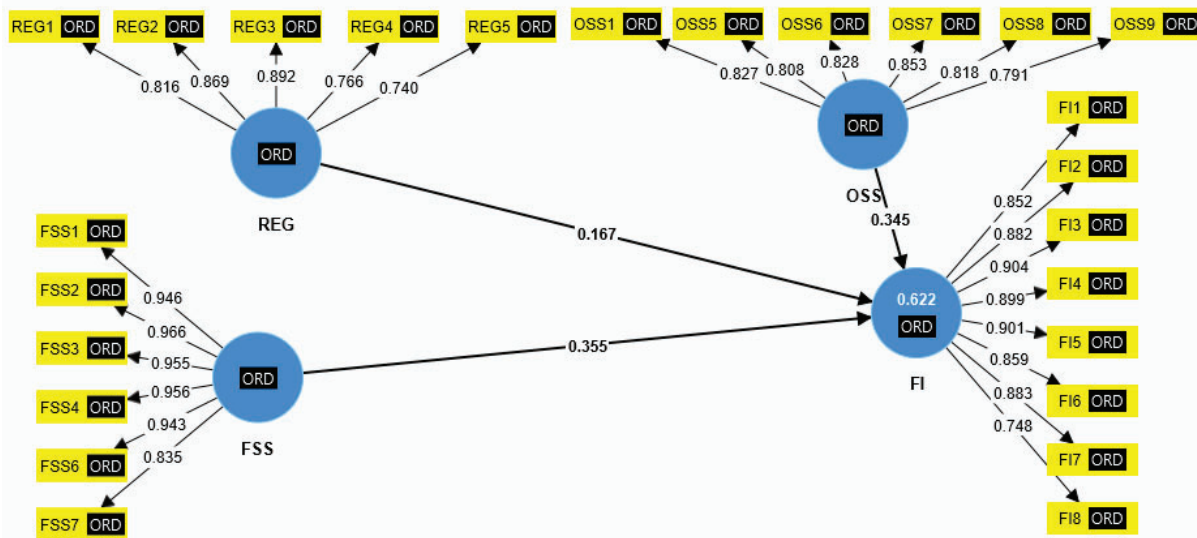 REG1 ORD
REG2 ORD
REG3 ORD
REG4 ORD
REG5 ORD
0.816
0.869
0.892
0.766
0.740
ORD
REG
OSS1 ORD
OSS5 ORD
OSS6 ORD
OSS7 ORD
OSS8 ORD
OSS9 ORD
0.827
0.808
0.828
0.853
0.818
0.791
ORD
OSS
0.167
0.345
0.355
FSS1 ORD
FSS2 ORD
FSS3 ORD
FSS4 ORD
FSS6 ORD
FSS7 ORD
0.946
0.966
0.955
0.956
0.943
0.835
ORD
FSS
0.622
ORD
FI
0.852
0.882
0.904
0.899
0.901
0.859
0.883
0.748
FI1 ORD
FI2 ORD
FI3 ORD
FI4 ORD
FI5 ORD
FI6 ORD
FI7 ORD
FI8 ORD